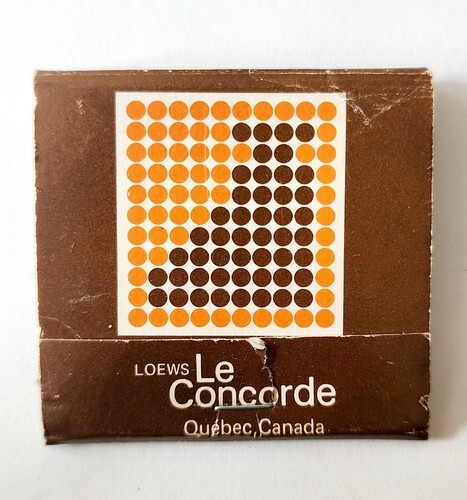 LOEWS Le
Concorde
Québec, Canada